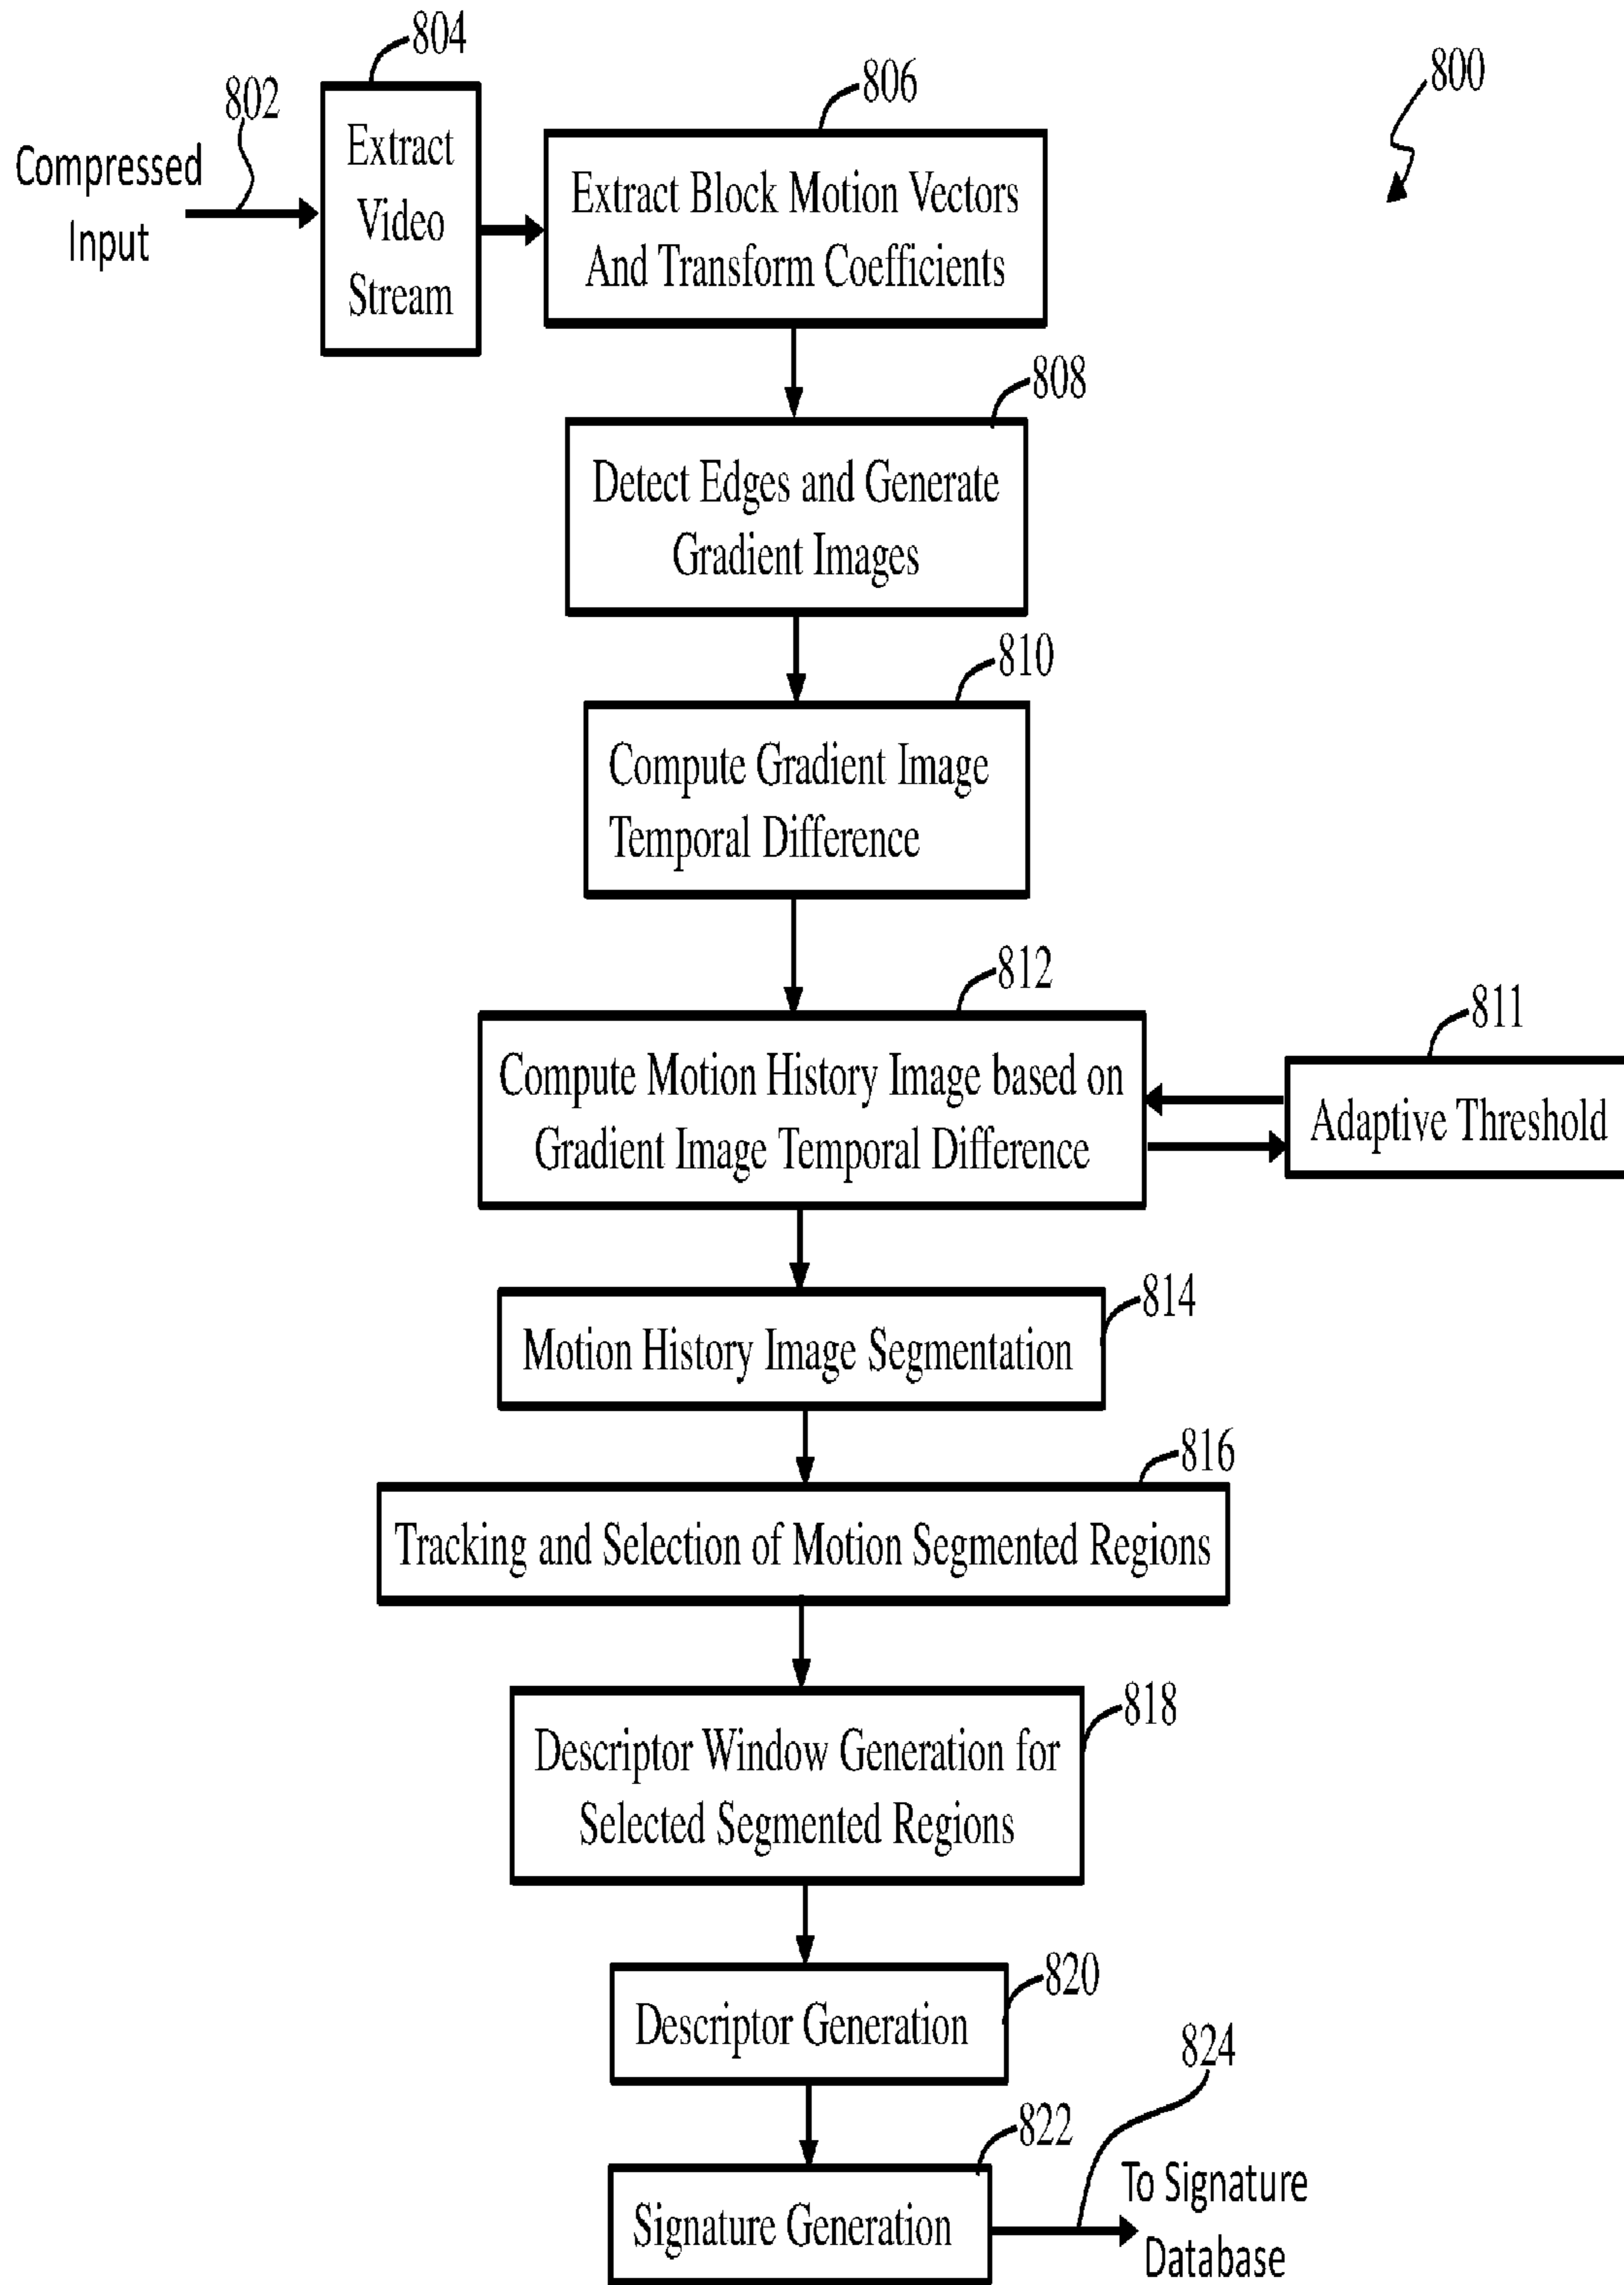 804
802
Compressed
Input
Extract
Video
Stream
806
800
Extract Block Motion Vectors
And Transform Coefficients
808
Detect Edges and Generate
Gradient Images
810
Compute Gradient Image
Temporal Difference
812
Compute Motion History Image based on
Gradient Image Temporal Difference
811
Adaptive Threshold
814
Motion History Image Segmentation
816
Tracking and Selection of Motion Segmented Regions
818
Descriptor Window Generation for
Selected Segmented Regions
820
Descriptor Generation
822
Signature Generation
824
To Signature
Database